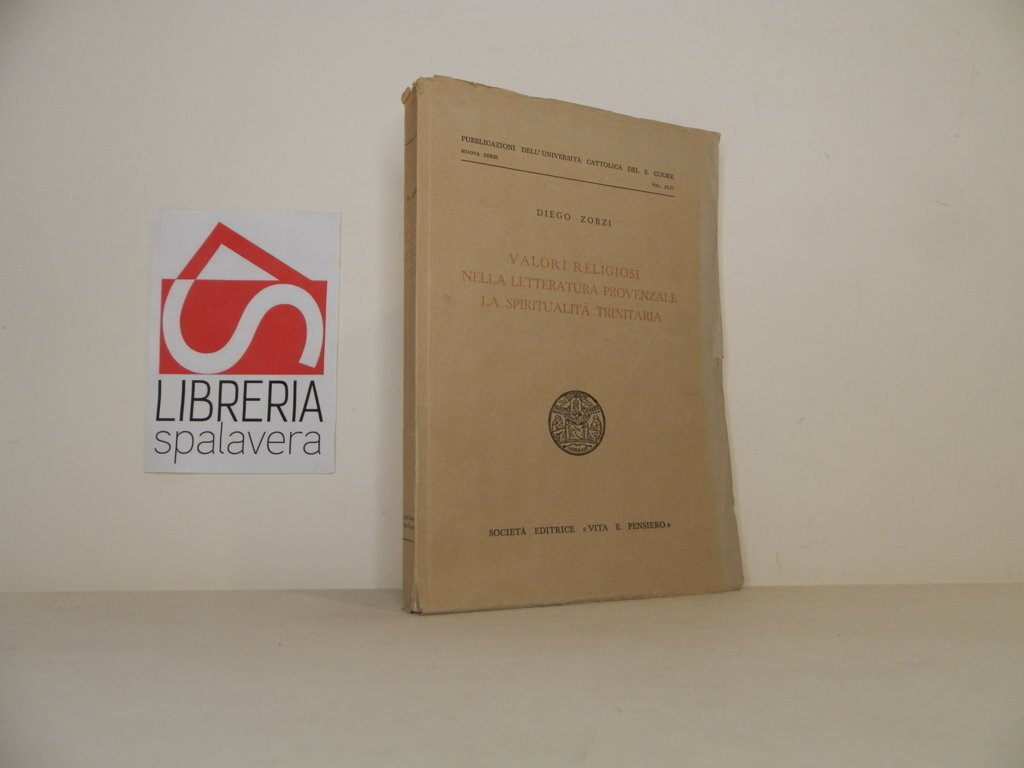 LIBRERIA
spalavera
PUBBLICAZIONI DELL'UNIVERSITÀ CATTOLICA DEL S. CUORE
NUOVA SERIE
DIEGO ZORZI
VALORI RELIGIOSI
NELLA LETTERATURA PROVENZALE
LA SPIRITUALITÀ TRINITARIA
SOCIETÀ EDITRICE «VITA E PENSIERO»